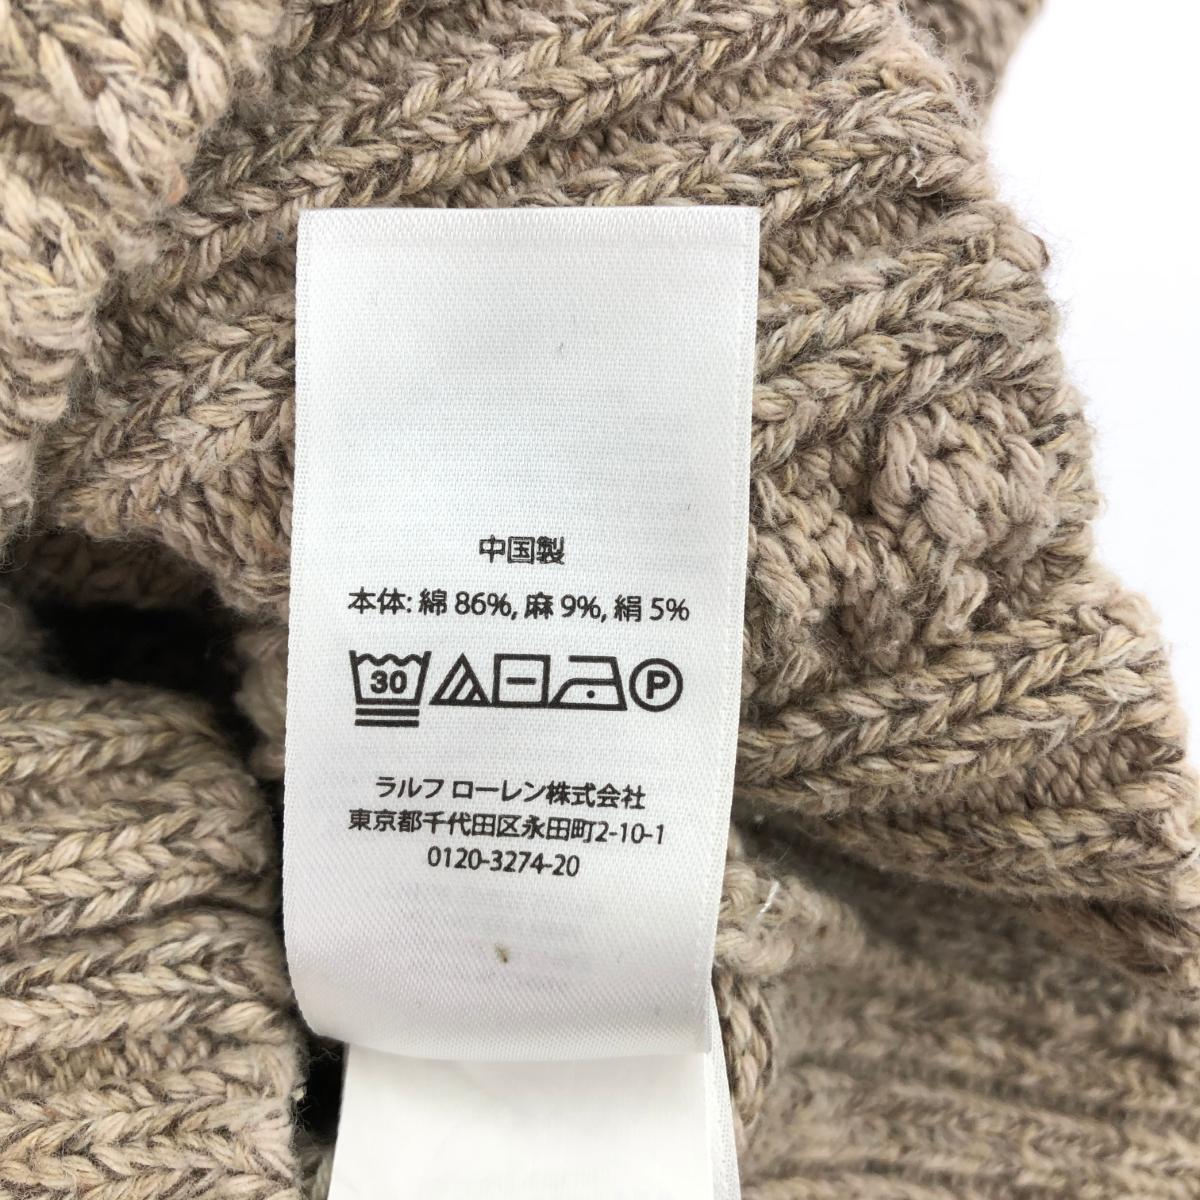 中国製
本体: 綿 86%, 麻 9%, 絹 5%
30 P
ラルフ ローレン株式会社
東京都千代田区永田町2-10-1
0120-3274-20